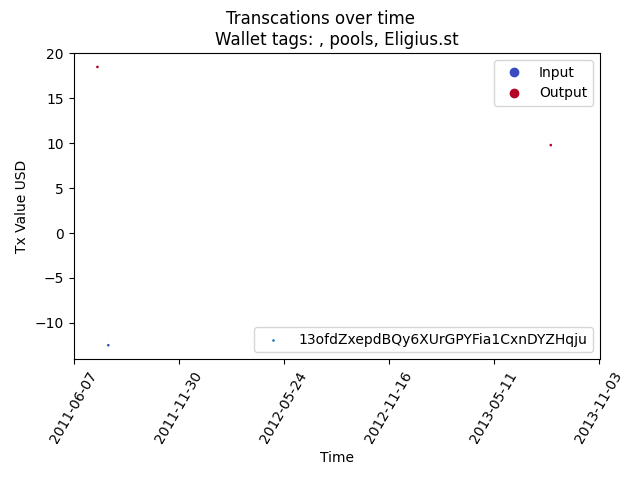 Transcations over time
Wallet tags: , pools, Eligius.st
Tx Value USD
20
15
10
5
0
−5
−10
Input
Output
13ofdZxepdBQy6XUrGPYFia1CxnDYZHqju
2011-06-07
2011-11-30
2012-05-24
2012-11-16
2013-05-11
2013-11-03
Time